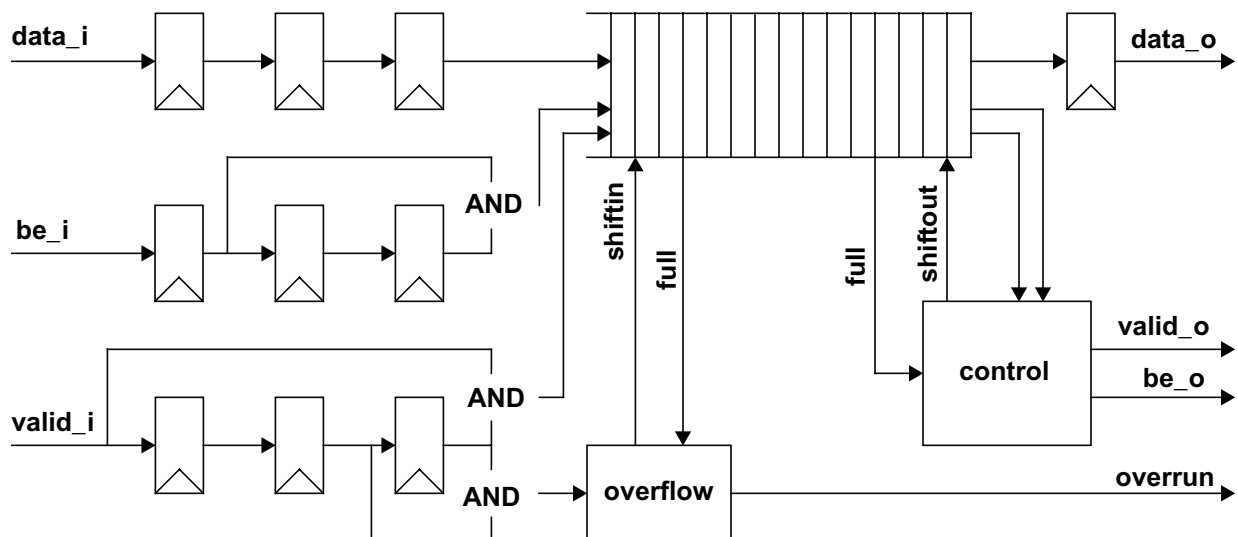 data_i
data_o
AND
be_i
shiftin
full
full
shiftout
valid_o
control
be_o
AND
valid_i
AND
overflow
overrun